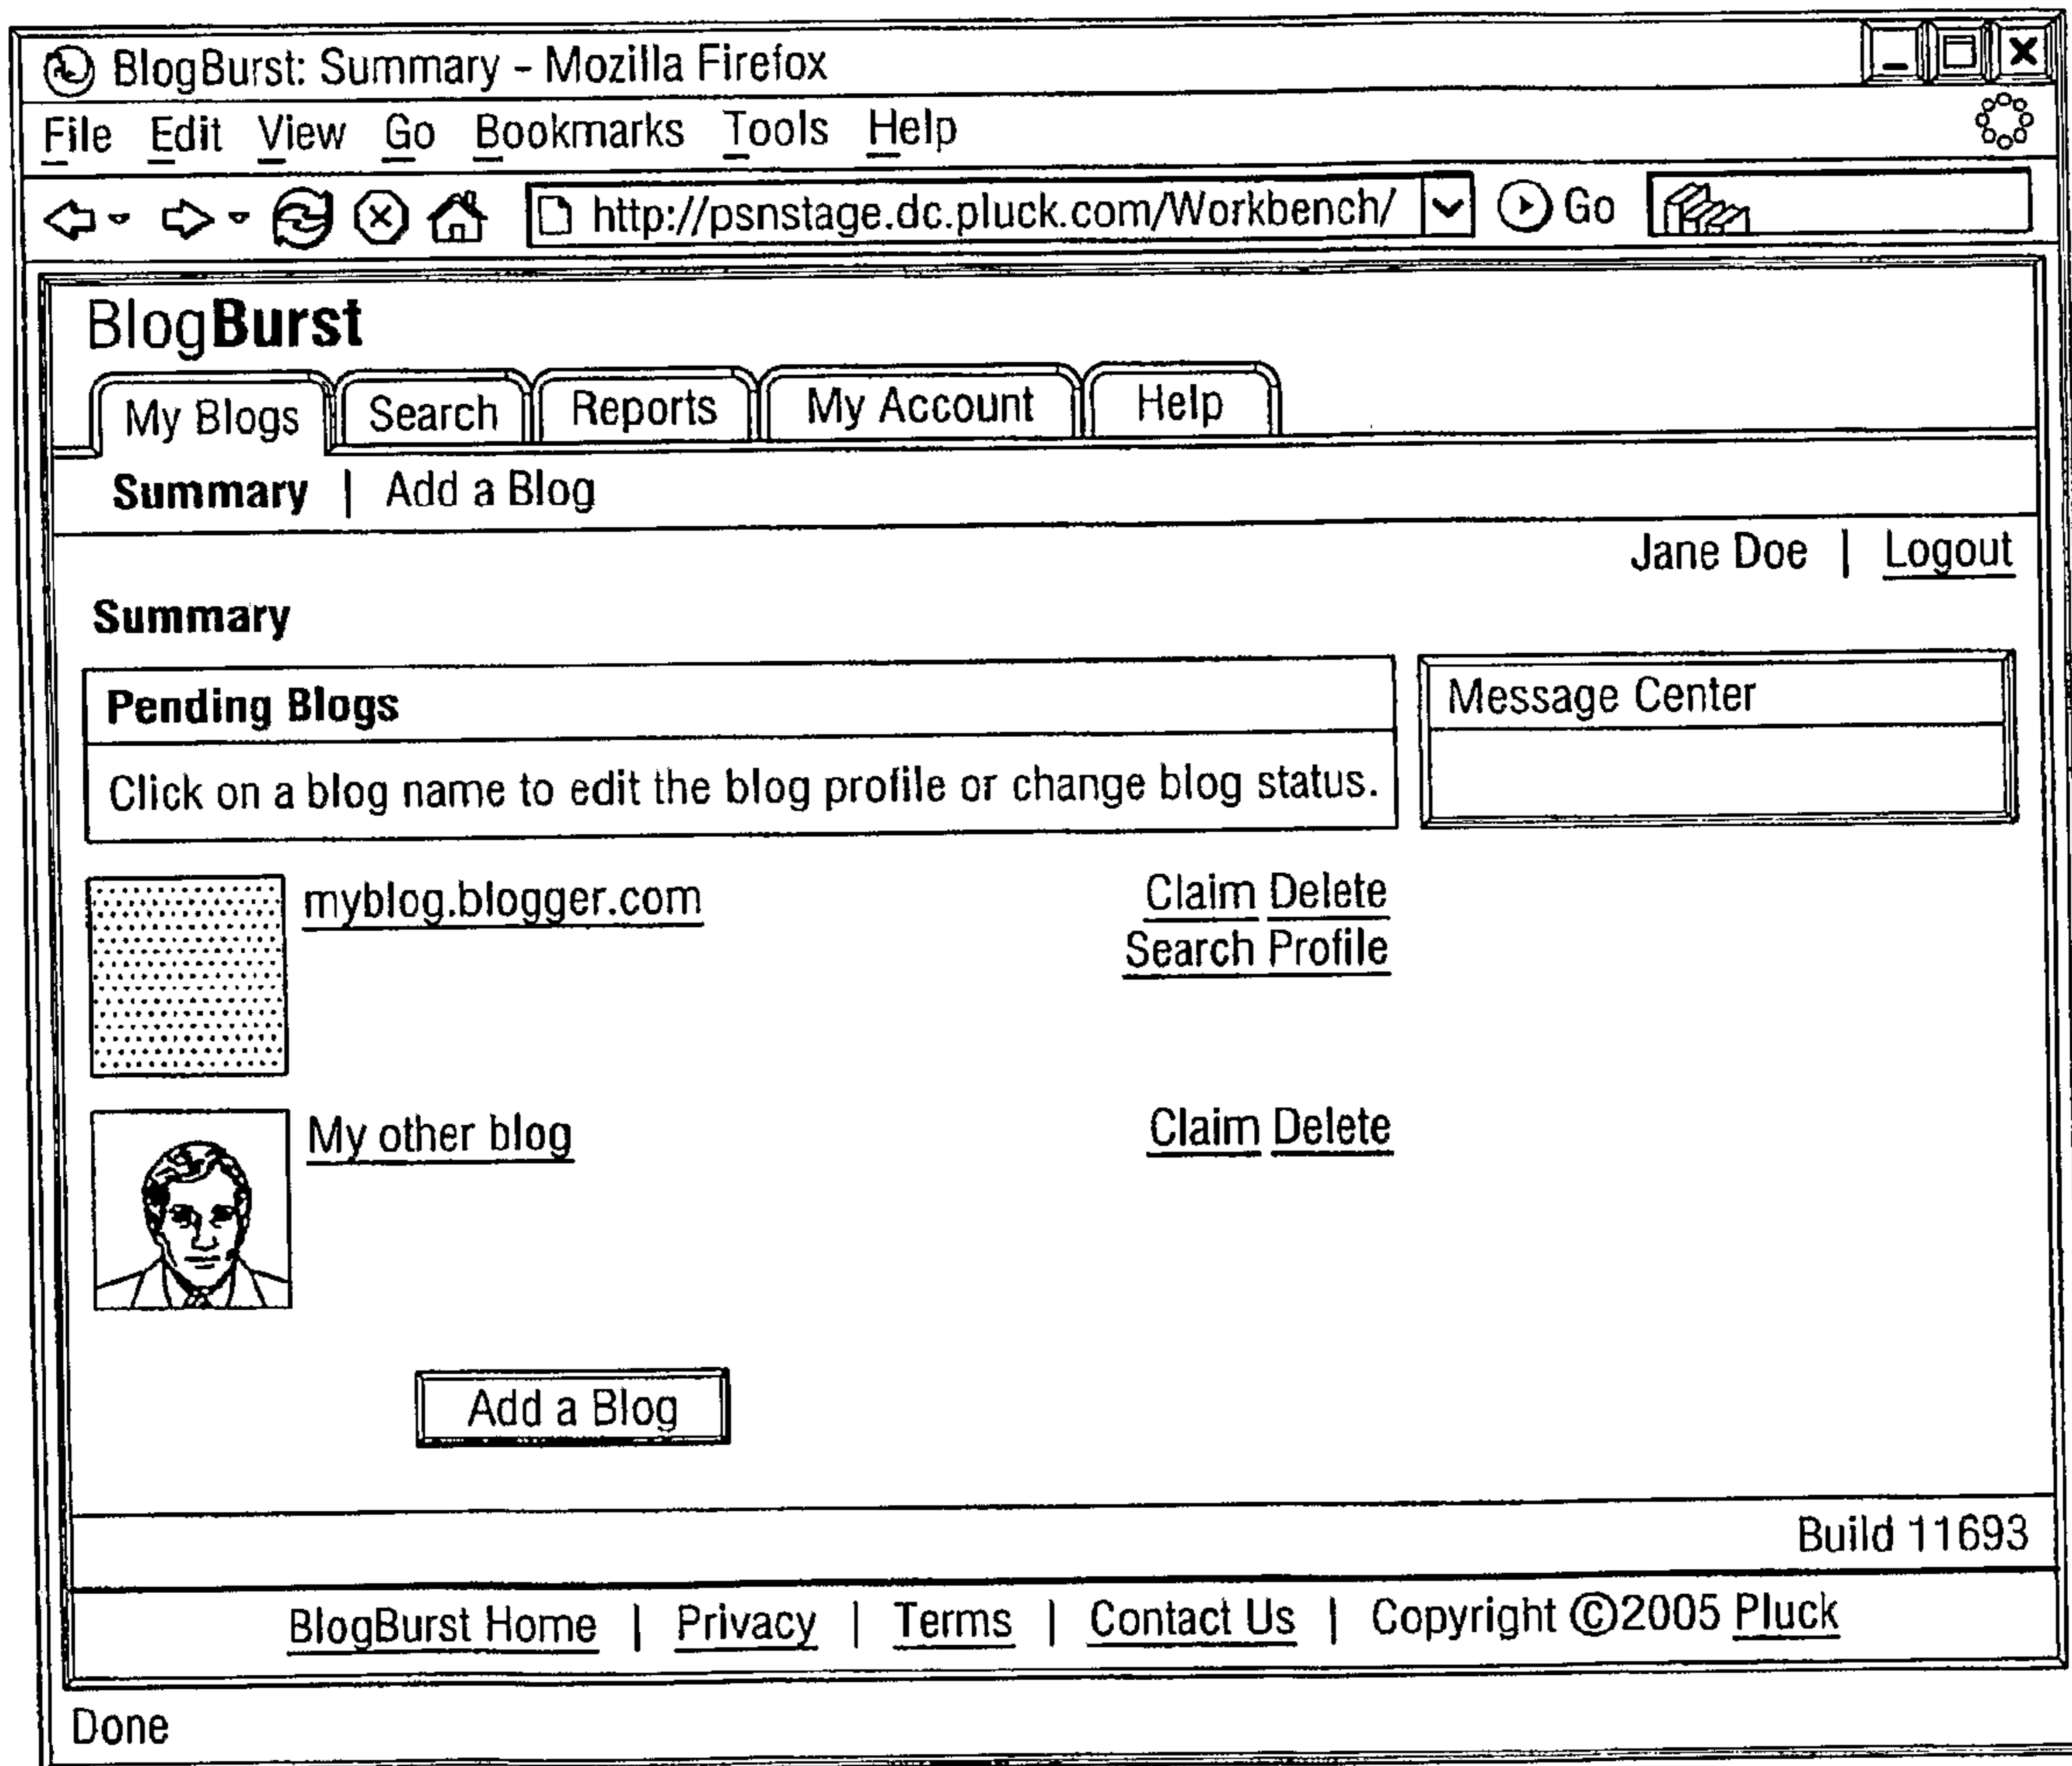 BlogBurst: Summary - Mozilla Firefox
File Edit View Go Bookmarks Tools Help
http://psnstage.dc.pluck.com/Workbench/ Go
BlogBurst
My Blogs Search Reports My Account Help
Summary | Add a Blog
Jane Doe | Logout
Summary
Pending Blogs
Message Center
Click on a blog name to edit the blog profile or change blog status.
myblog.blogger.com Claim Delete
Search Profile
My other blog Claim Delete
Add a Blog
Build 11693
BlogBurst Home | Privacy | Terms | Contact Us | Copyright ©2005 Pluck
Done